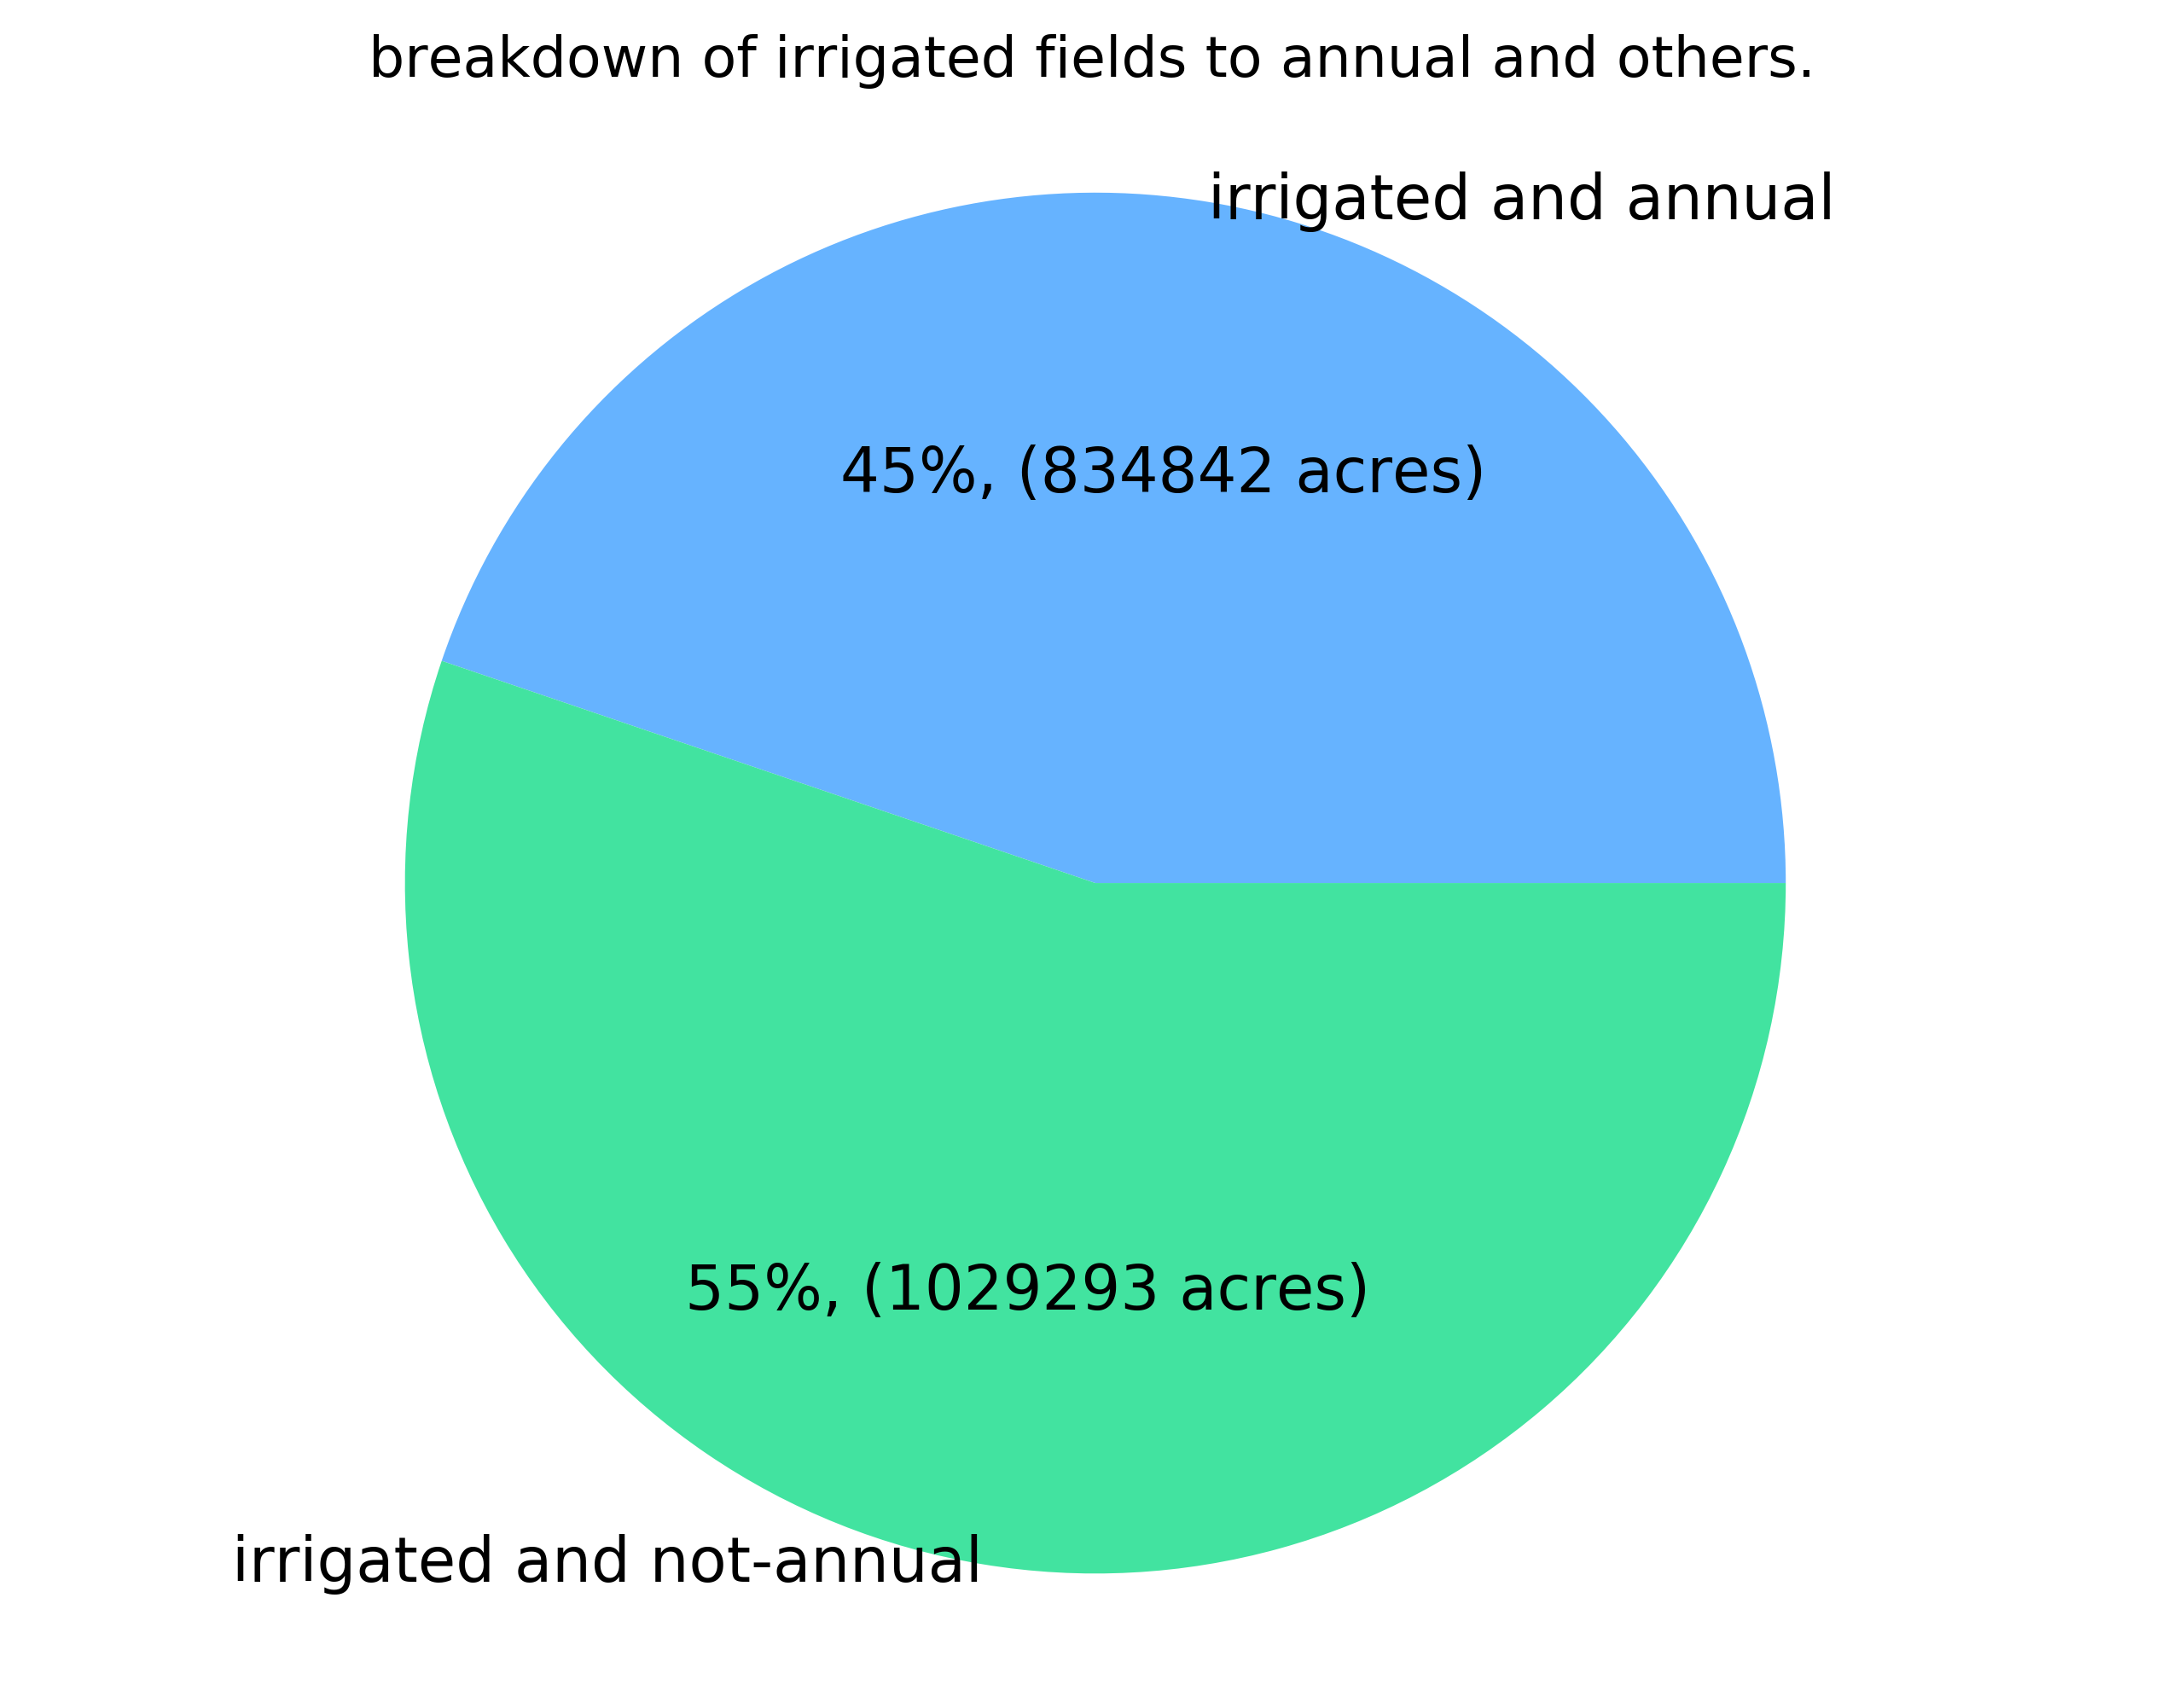 breakdown of irrigated fields to annual and others.
irrigated and annual
45%, (834842 acres)
55%, (1029293 acres)
irrigated and not-annual